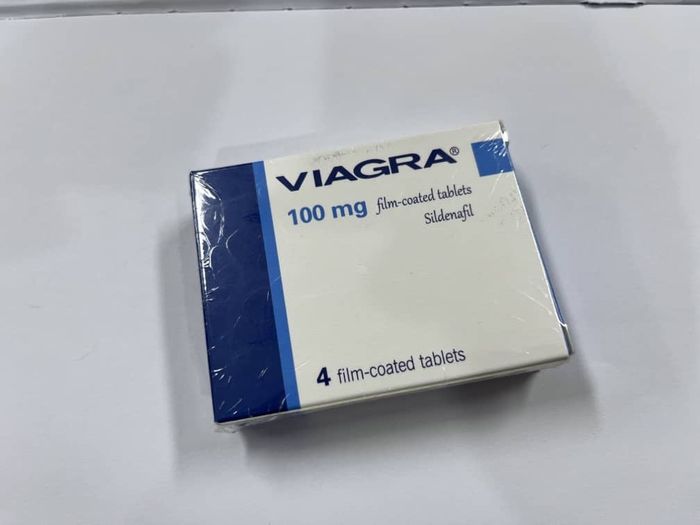 VIAGRA®
100 mg film-coated tablets
Sildenafil
4 film-coated tablets